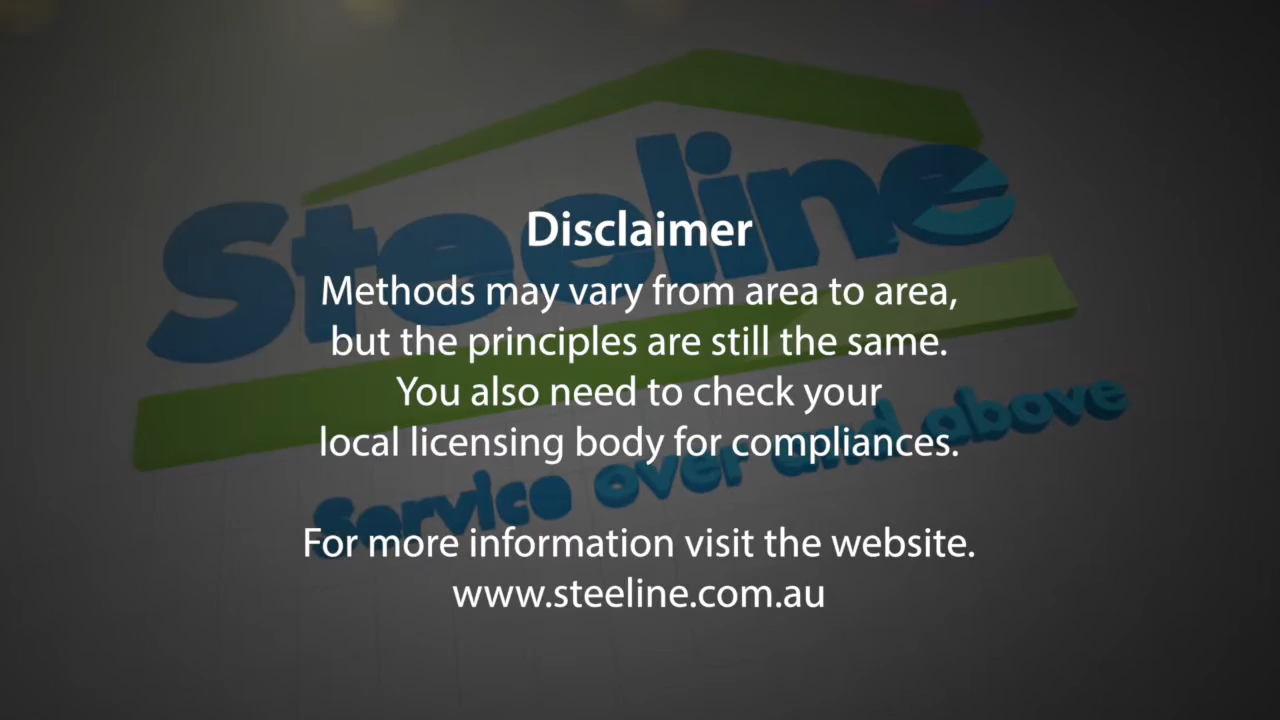 Steeline
Service over and above
Disclaimer
Methods may vary from area to area,
but the principles are still the same.
You also need to check your
local licensing body for compliances.
For more information visit the website.
www.steeline.com.au